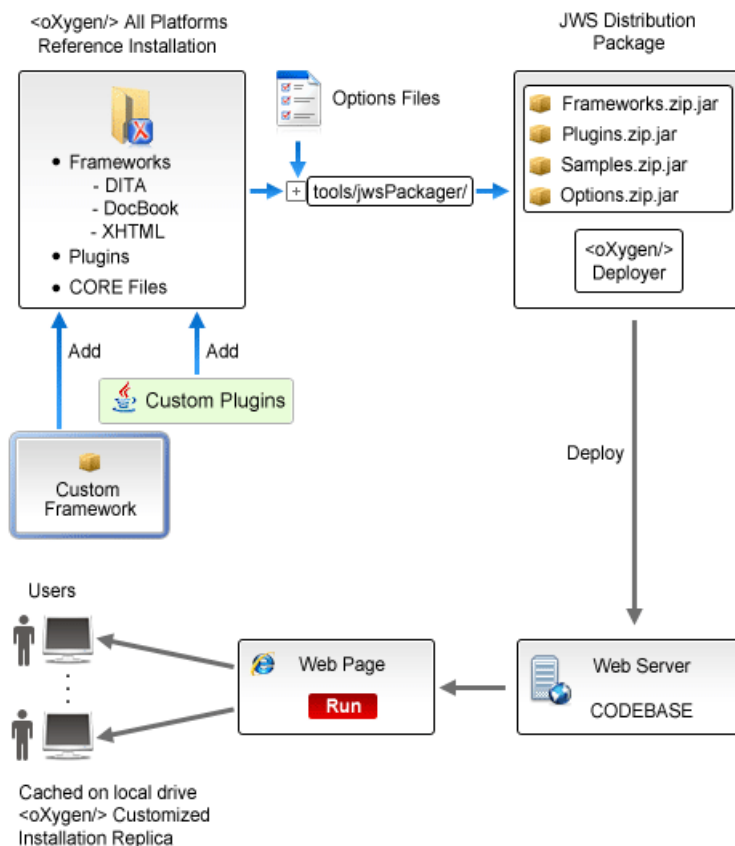 <oXygen/> All Platforms
Reference Installation
• Frameworks
- DITA
- DocBook
- XHTML
• Plugins
• CORE Files
Options Files
+ tools/jwsPackager/
JWS Distribution
Package
Frameworks.zip.jar
Plugins.zip.jar
Samples.zip.jar
Options.zip.jar
<oXygen/>
Deployer
Add
Add
Custom Plugins
Custom
Framework
Deploy
Users
Web Page
Run
Web Server
CODEBASE
Cached on local drive
<oXygen/> Customized
Installation Replica